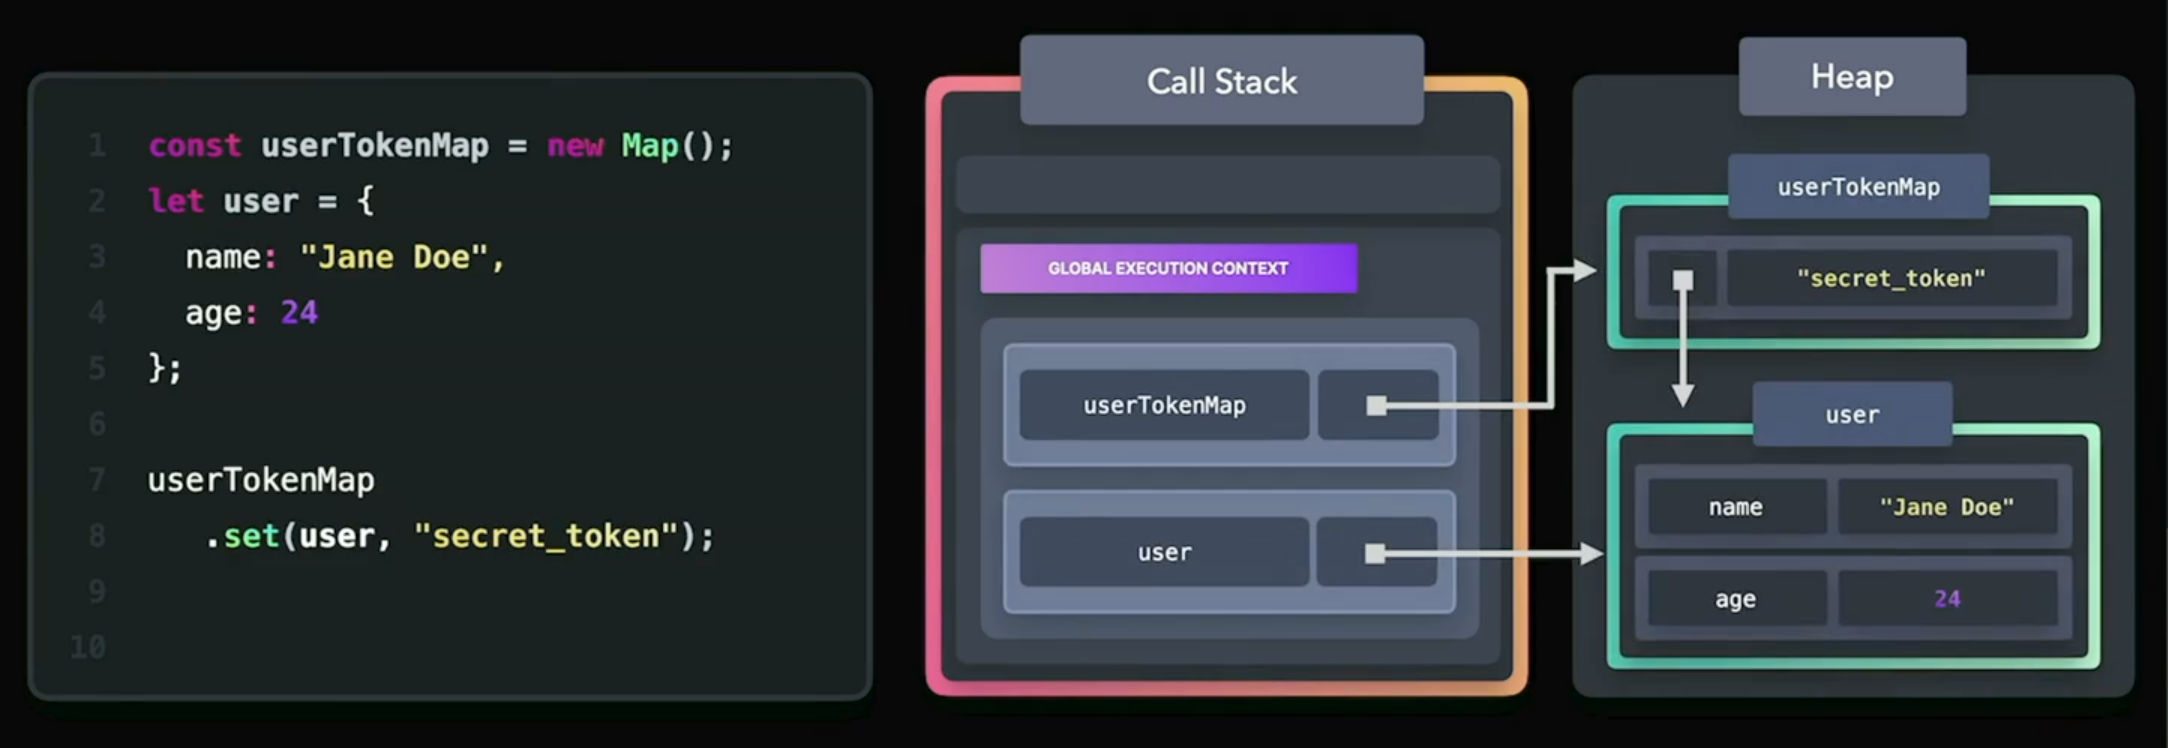 1 const userTokenMap = new Map();
2 let user = {
3 name: "Jane Doe",
4 age: 24
5 };
6
7 userTokenMap
8 .set(user, "secret_token");
9
10
Call Stack
GLOBAL EXECUTION CONTEXT
userTokenMap
user
Heap
userTokenMap
"secret_token"
user
name "Jane Doe"
age 24